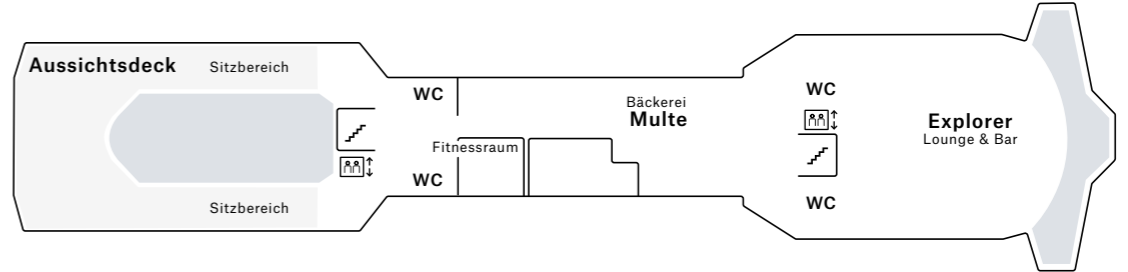 Aussichtsdeck
Sitzbereich
Sitzbereich
WC
WC
Fitnessraum
Bäckerei
Multe
WC
WC
Explorer
Lounge & Bar